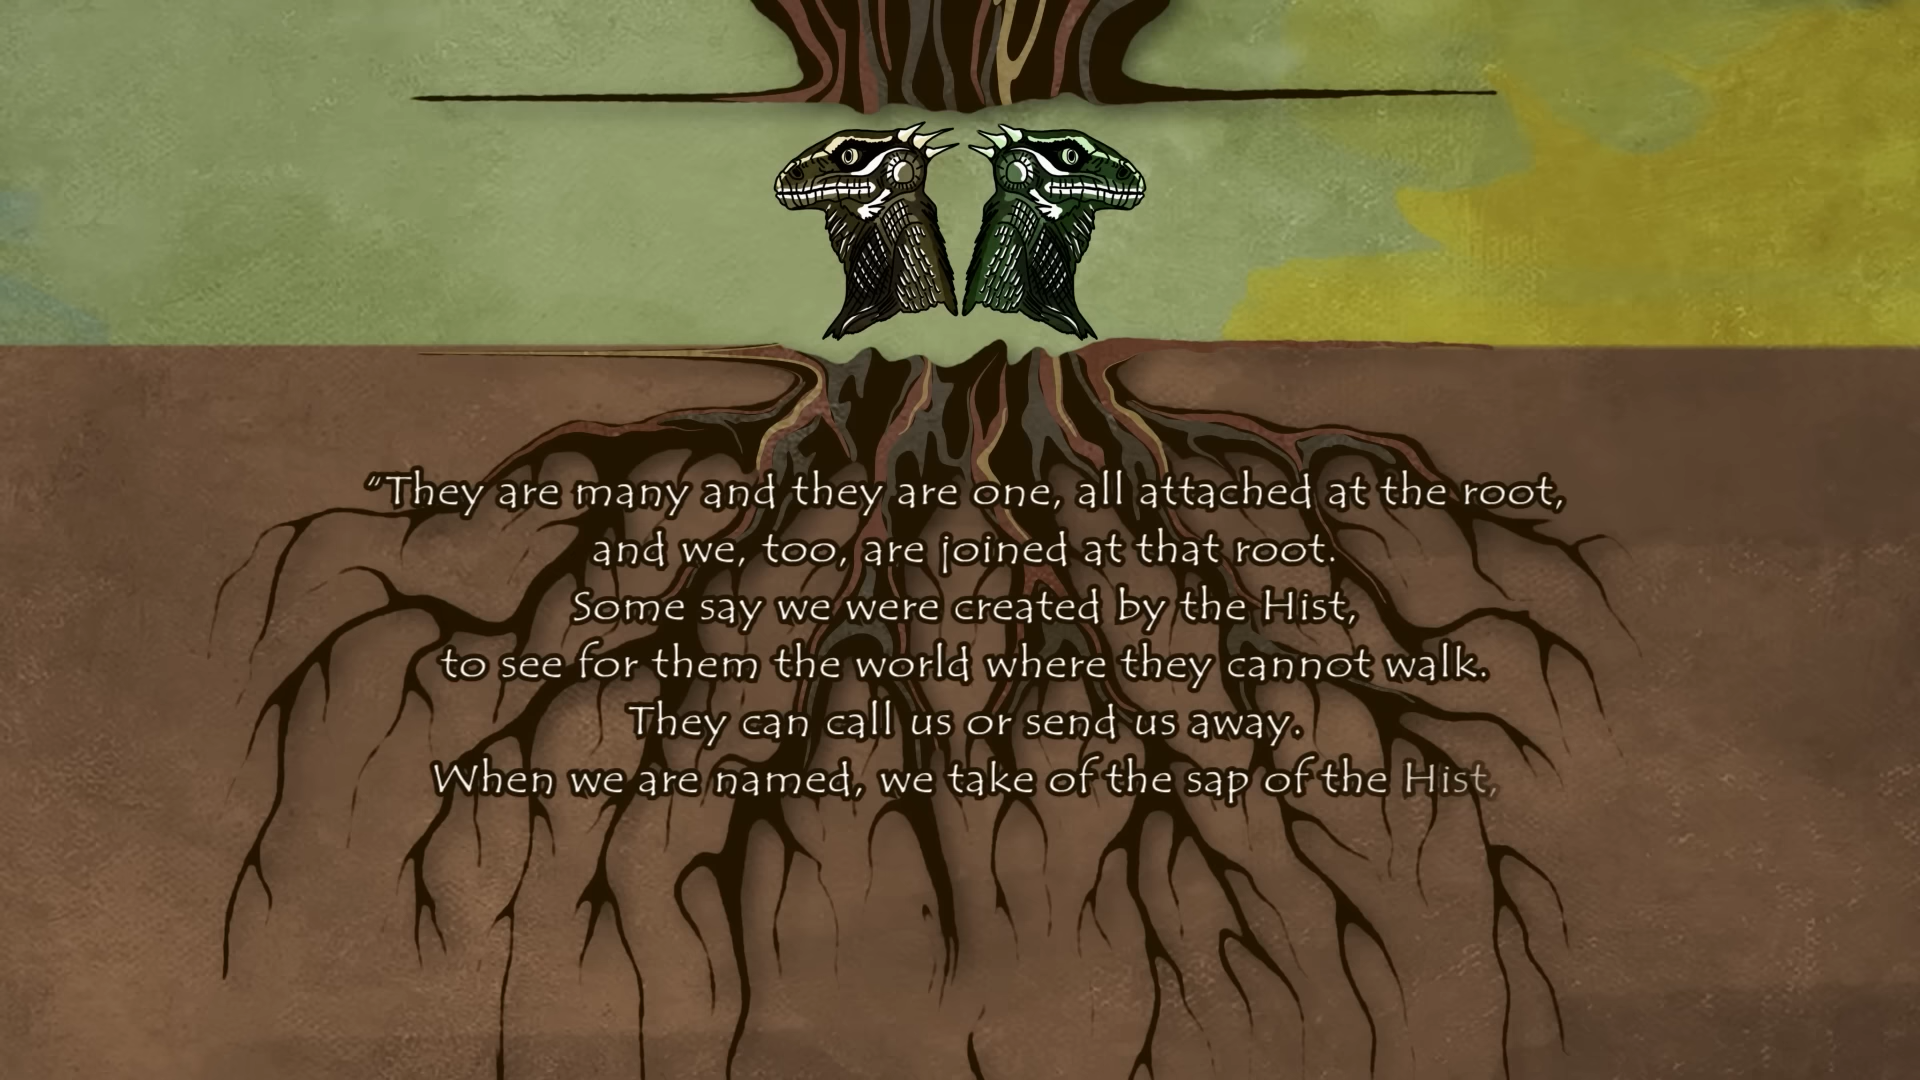 “They are many and they are one, all attached at the root,
and we, too, are joined at that root.
Some say we were created by the Hist,
to see for them the world where they cannot walk.
They can call us or send us away.
When we are named, we take of the sap of the Hist,